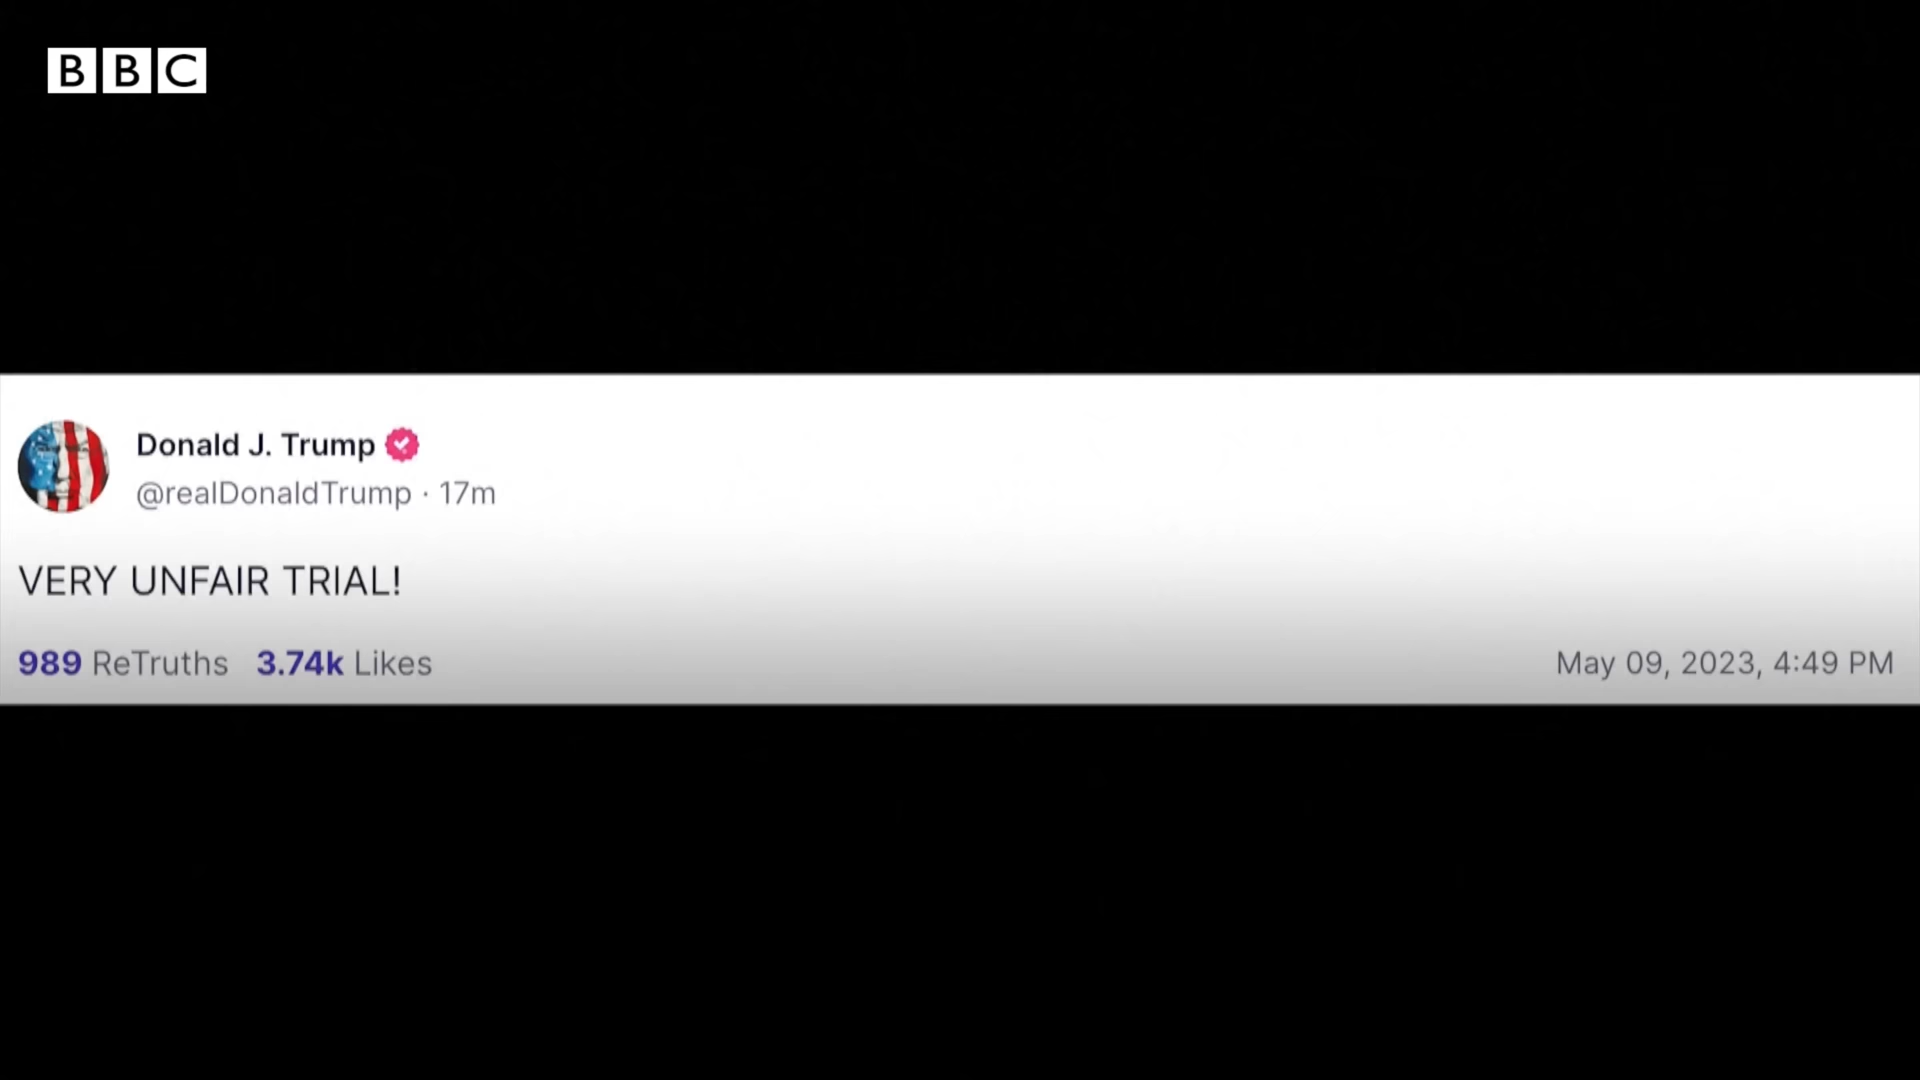 BBC
Donald J. Trump
@realDonaldTrump · 17m
VERY UNFAIR TRIAL!
989 ReTruths 3.74k Likes
May 09, 2023, 4:49 PM